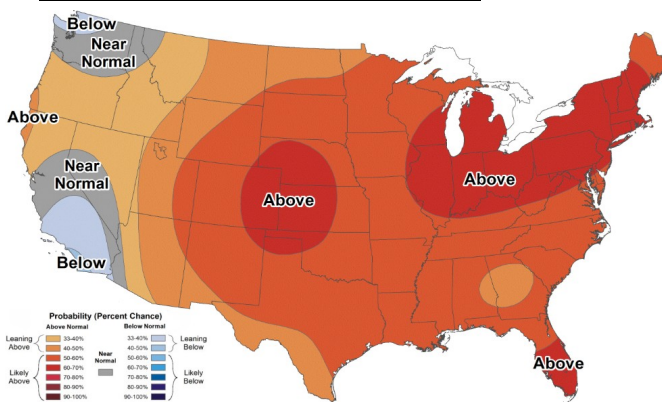 Below
Near
Normal
Above
Near
Normal
Above
Above
Below
Above
Probability (Percent Chance)
Above Normal Below Normal
Leaning
Above
33-40%
40-50%
Likely
Above
50-60%
60-70%
70-80%
80-90%
90-100%
Near
Normal
33-40%
40-50%
Leaning
Below
50-60%
60-70%
70-80%
80-90%
90-100%
Likely
Below